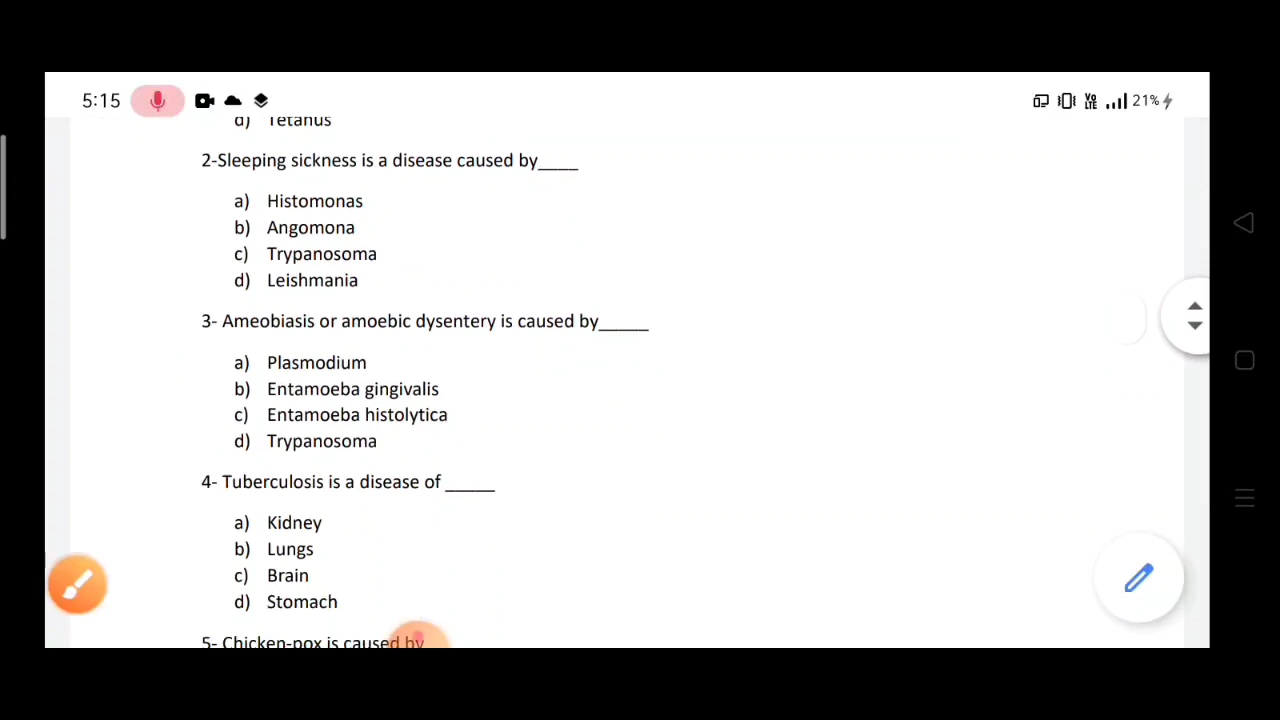 5:15
21%
d) Tetanus
2-Sleeping sickness is a disease caused by____
a) Histomonas
b) Angomona
c) Trypanosoma
d) Leishmania
3- Ameobiasis or amoebic dysentery is caused by_____
a) Plasmodium
b) Entamoeba gingivalis
c) Entamoeba histolytica
d) Trypanosoma
4- Tuberculosis is a disease of _____
a) Kidney
b) Lungs
c) Brain
d) Stomach
5- Chicken-pox is caused by